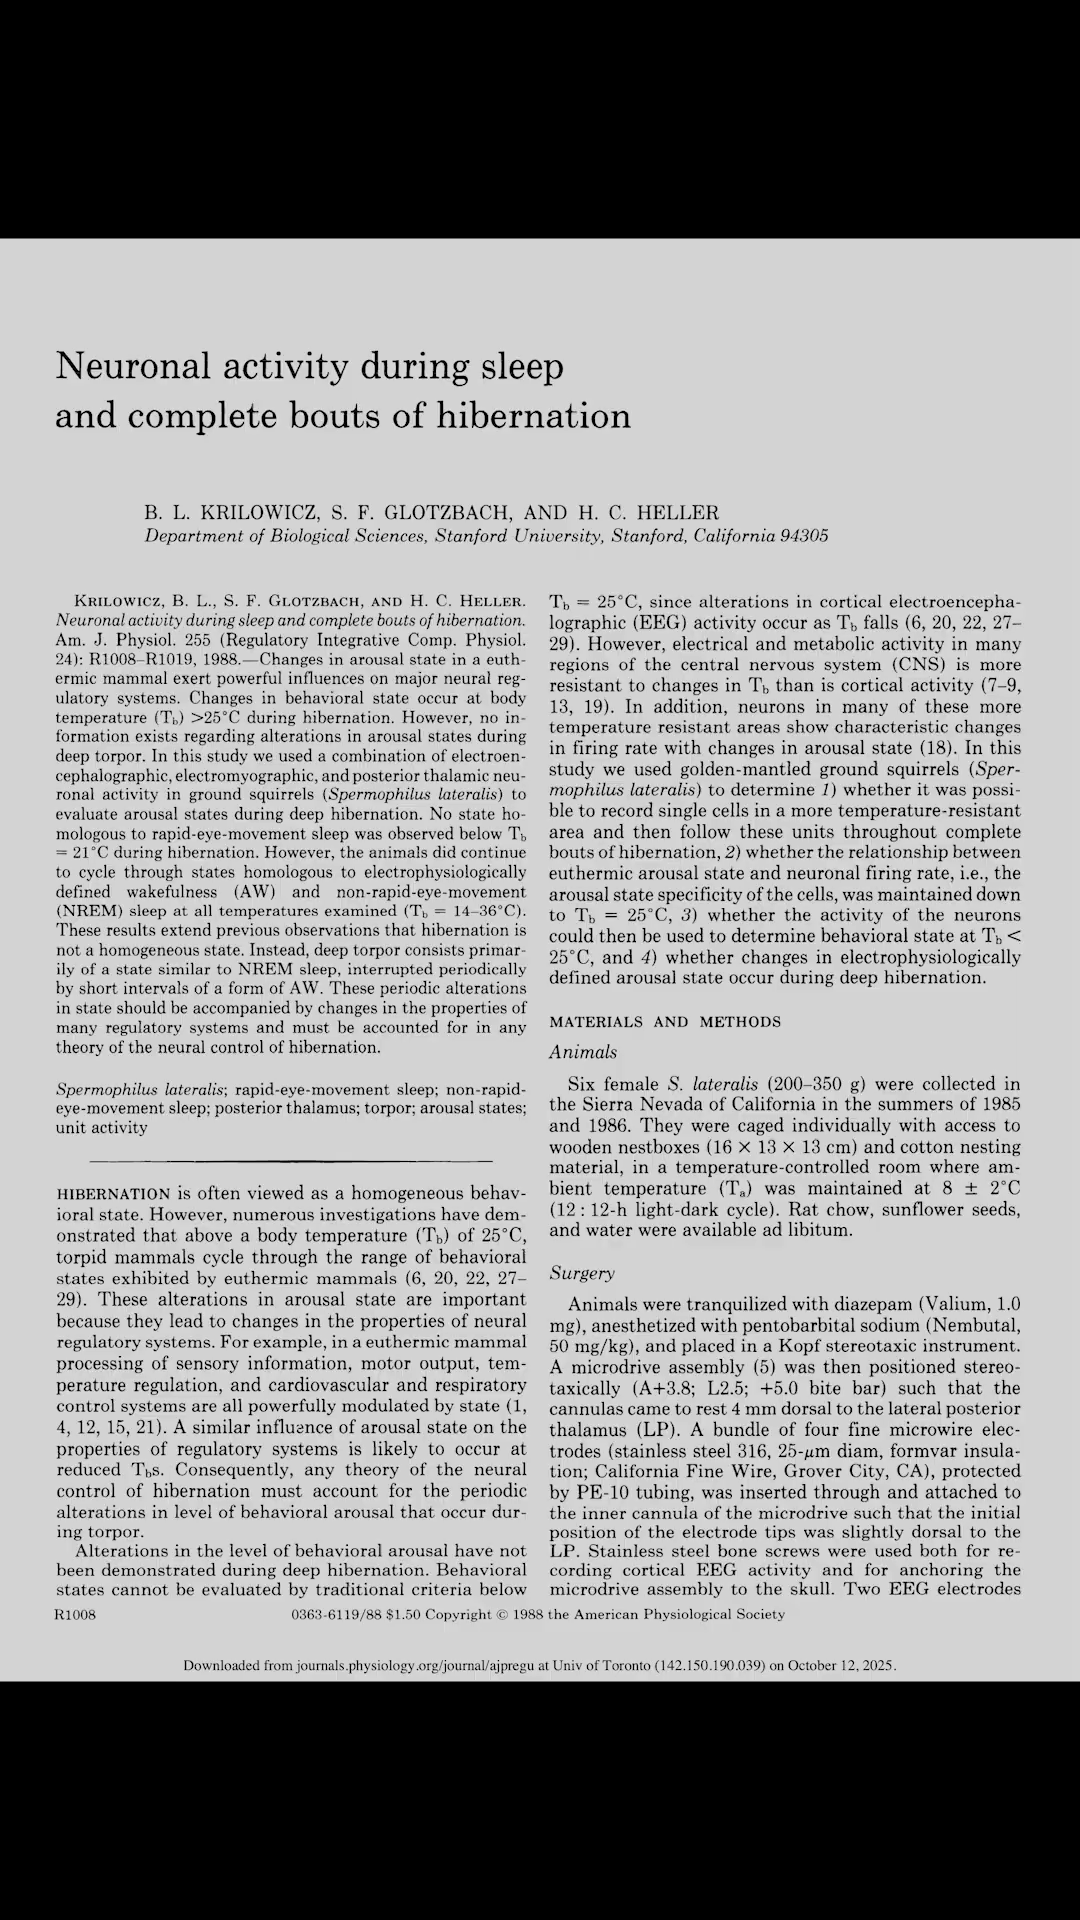 Neuronal activity during sleep
and complete bouts of hibernation
B. L. KRILOWICZ, S. F. GLOTZBACH, AND H. C. HELLER
Department of Biological Sciences, Stanford University, Stanford, California 94305
KRILOWICZ, B. L., S. F. GLOTZBACH, AND H. C. HELLER.
Neuronal activity during sleep and complete bouts of hibernation.
Am. J. Physiol. 255 (Regulatory Integrative Comp. Physiol.
24): R1008–R1019, 1988.—Changes in arousal state in a euth-
ermic mammal exert powerful influences on major neural reg-
ulatory systems. Changes in behavioral state occur at body
temperature (Tb) >25°C during hibernation. However, no in-
formation exists regarding alterations in arousal states during
deep torpor. In this study we used a combination of electroen-
cephalographic, electromyographic, and posterior thalamic neu-
ronal activity in ground squirrels (Spermophilus lateralis) to
evaluate arousal states during deep hibernation. No state ho-
mologous to rapid-eye-movement sleep was observed below Tb
= 21°C during hibernation. However, the animals did continue
to cycle through states homologous to electrophysiologically
defined wakefulness (AW) and non-rapid-eye-movement
(NREM) sleep at all temperatures examined (Tb = 14–36°C).
These results extend previous observations that hibernation is
not a homogeneous state. Instead, deep torpor consists primar-
ily of a state similar to NREM sleep, interrupted periodically
by short intervals of a form of AW. These periodic alterations
in state should be accompanied by changes in the properties of
many regulatory systems and must be accounted for in any
theory of the neural control of hibernation.
Spermophilus lateralis; rapid-eye-movement sleep; non-rapid-
eye-movement sleep; posterior thalamus; torpor; arousal states;
unit activity
HIBERNATION is often viewed as a homogeneous behav-
ioral state. However, numerous investigations have dem-
onstrated that above a body temperature (Tb) of 25°C,
torpid mammals cycle through the range of behavioral
states exhibited by euthermic mammals (6, 20, 22, 27–
29). These alterations in arousal state are important
because they lead to changes in the properties of neural
regulatory systems. For example, in a euthermic mammal
processing of sensory information, motor output, tem-
perature regulation, and cardiovascular and respiratory
control systems are all powerfully modulated by state (1,
4, 12, 15, 21). A similar influence of arousal state on the
properties of regulatory systems is likely to occur at
reduced Tbs. Consequently, any theory of the neural
control of hibernation must account for the periodic
alterations in level of behavioral arousal that occur dur-
ing torpor.
Alterations in the level of behavioral arousal have not
been demonstrated during deep hibernation. Behavioral
states cannot be evaluated by traditional criteria below
Tb = 25°C, since alterations in cortical electroencepha-
lographic (EEG) activity occur as Tb falls (6, 20, 22, 27–
29). However, electrical and metabolic activity in many
regions of the central nervous system (CNS) is more
resistant to changes in Tb than is cortical activity (7–9,
13, 19). In addition, neurons in many of these more
temperature resistant areas show characteristic changes
in firing rate with changes in arousal state (18). In this
study we used golden-mantled ground squirrels (Sper-
mophilus lateralis) to determine 1) whether it was possi-
ble to record single cells in a more temperature-resistant
area and then follow these units throughout complete
bouts of hibernation, 2) whether the relationship between
euthermic arousal state and neuronal firing rate, i.e., the
arousal state specificity of the cells, was maintained down
to Tb = 25°C, 3) whether the activity of the neurons
could then be used to determine behavioral state at Tb <
25°C, and 4) whether changes in electrophysiologically
defined arousal state occur during deep hibernation.
MATERIALS AND METHODS
Animals
Six female S. lateralis (200–350 g) were collected in
the Sierra Nevada of California in the summers of 1985
and 1986. They were caged individually with access to
wooden nestboxes (16 × 13 × 13 cm) and cotton nesting
material, in a temperature-controlled room where am-
bient temperature (Ta) was maintained at 8 ± 2°C
(12 : 12-h light-dark cycle). Rat chow, sunflower seeds,
and water were available ad libitum.
Surgery
Animals were tranquilized with diazepam (Valium, 1.0
mg), anesthetized with pentobarbital sodium (Nembutal,
50 mg/kg), and placed in a Kopf stereotaxic instrument.
A microdrive assembly (5) was then positioned stereo-
taxically (A+3.8; L2.5; +5.0 bite bar) such that the
cannulas came to rest 4 mm dorsal to the lateral posterior
thalamus (LP). A bundle of four fine microwire elec-
trodes (stainless steel 316, 25-μm diam, formvar insula-
tion; California Fine Wire, Grover City, CA), protected
by PE-10 tubing, was inserted through and attached to
the inner cannula of the microdrive such that the initial
position of the electrode tips was slightly dorsal to the
LP. Stainless steel bone screws were used both for re-
cording cortical EEG activity and for anchoring the
microdrive assembly to the skull. Two EEG electrodes
R1008 0363-6119/88 $1.50 Copyright © 1988 the American Physiological Society
Downloaded from journals.physiology.org/journal/ajpregu at Univ of Toronto (142.150.190.039) on October 12, 2025.